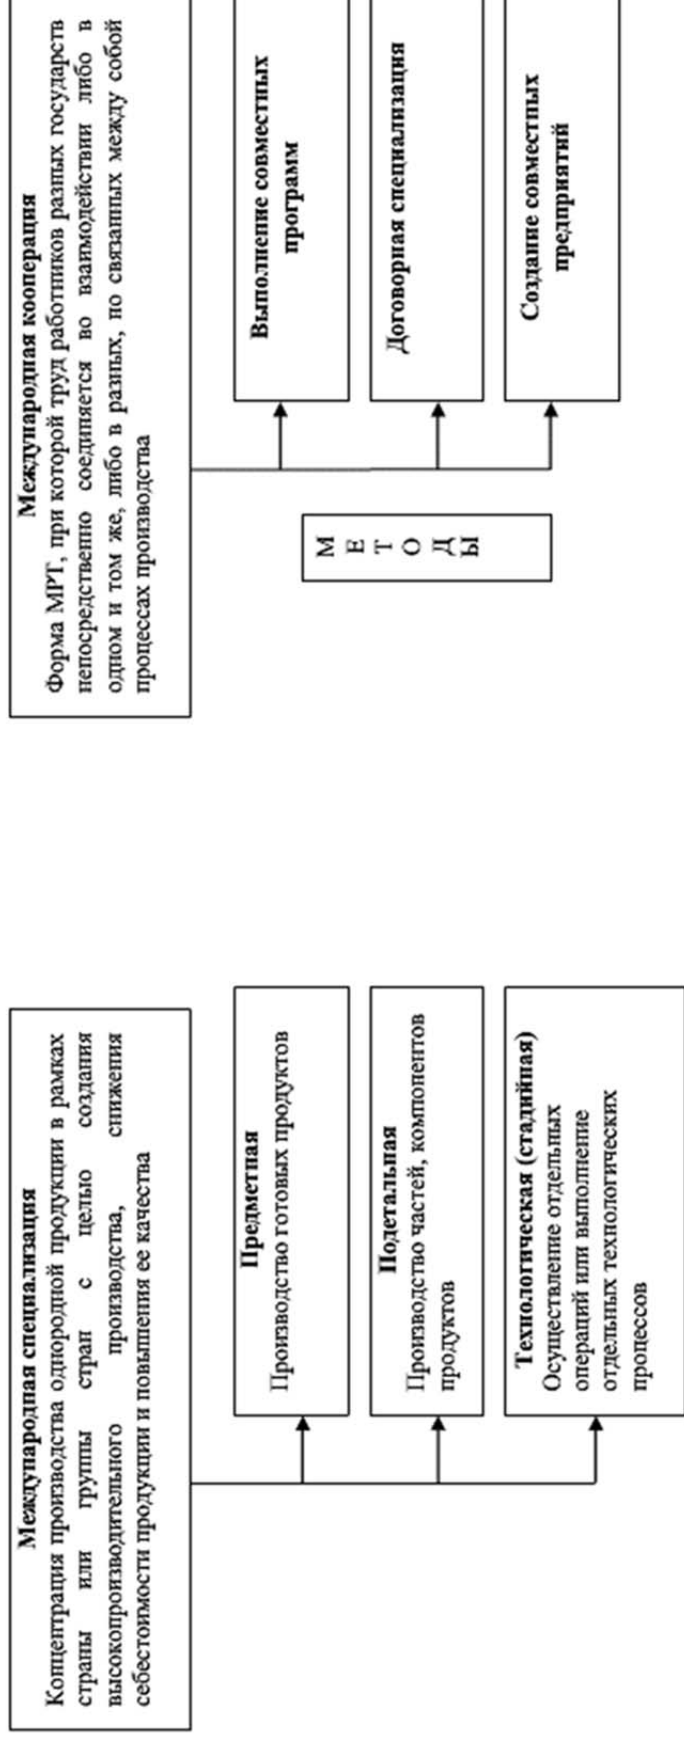 Международная специализация
Концентрация производства однородной продукции в рамках
страны или группы стран с целью создания
высокопроизводительного производства, снижения
себестоимости продукции и повышения ее качества
Предметная
Производство готовых продуктов
Подетальная
Производство частей, компонентов
продуктов
Технологическая (стадийная)
Осуществление отдельных
операций или выполнение
отдельных технологических
процессов
Международная кооперация
Форма МРТ, при которой труд работников разных государств
непосредственно соединяется во взаимодействии либо в
одном и том же, либо в разных, но связанных между собой
процессах производства
М
Е
Т
О
Д
Ы
Выполнение совместных
программ
Договорная специализация
Создание совместных
предприятий